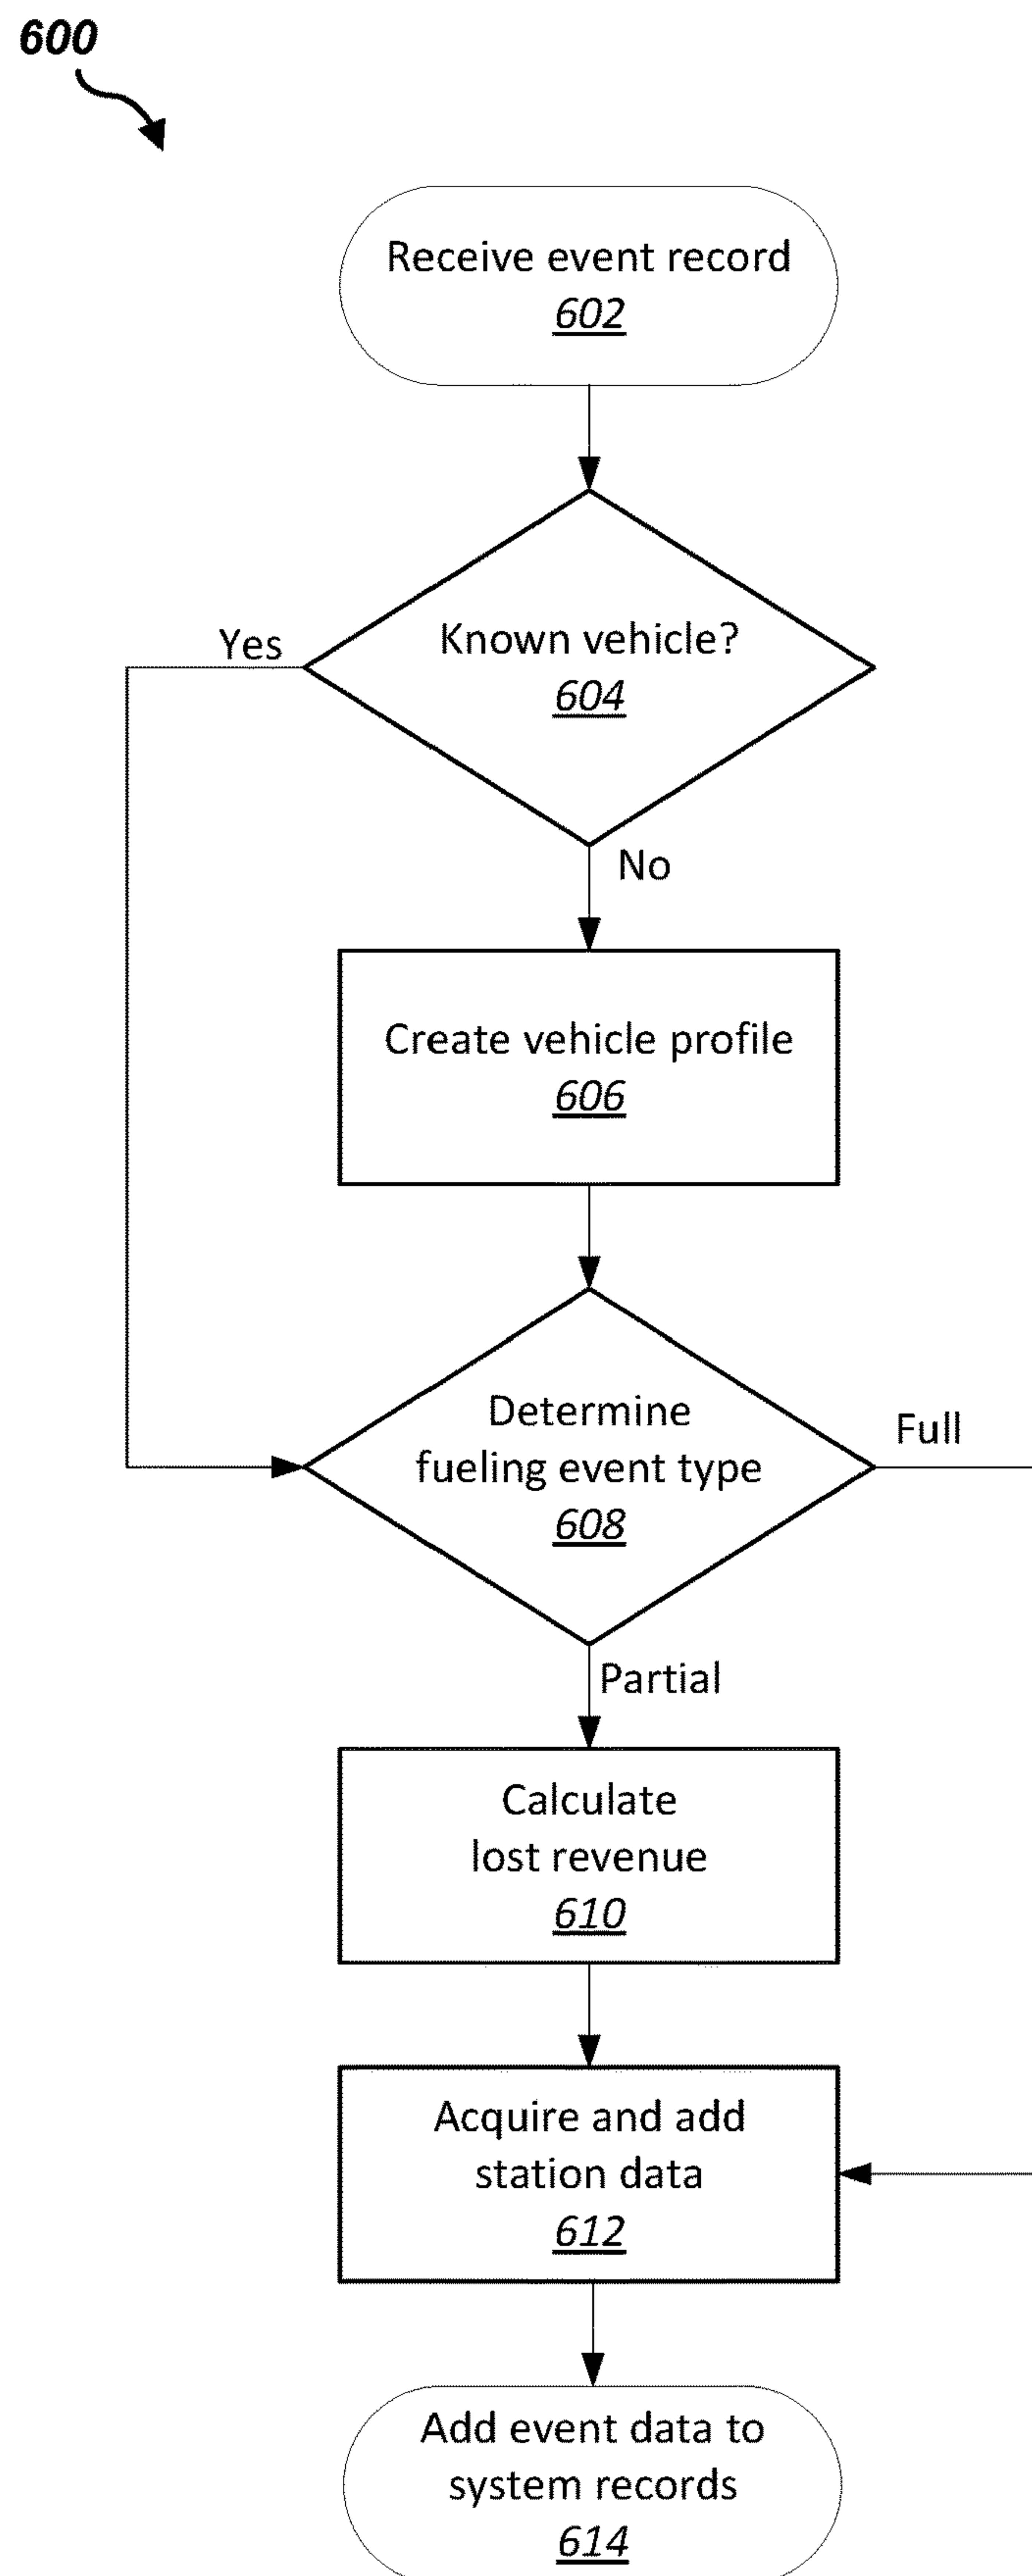 600
Receive event record
602
Yes
Known vehicle?
604
No
Create vehicle profile
606
Determine
fueling event type
608
Full
Partial
Calculate
lost revenue
610
Acquire and add
station data
612
Add event data to
system records
614